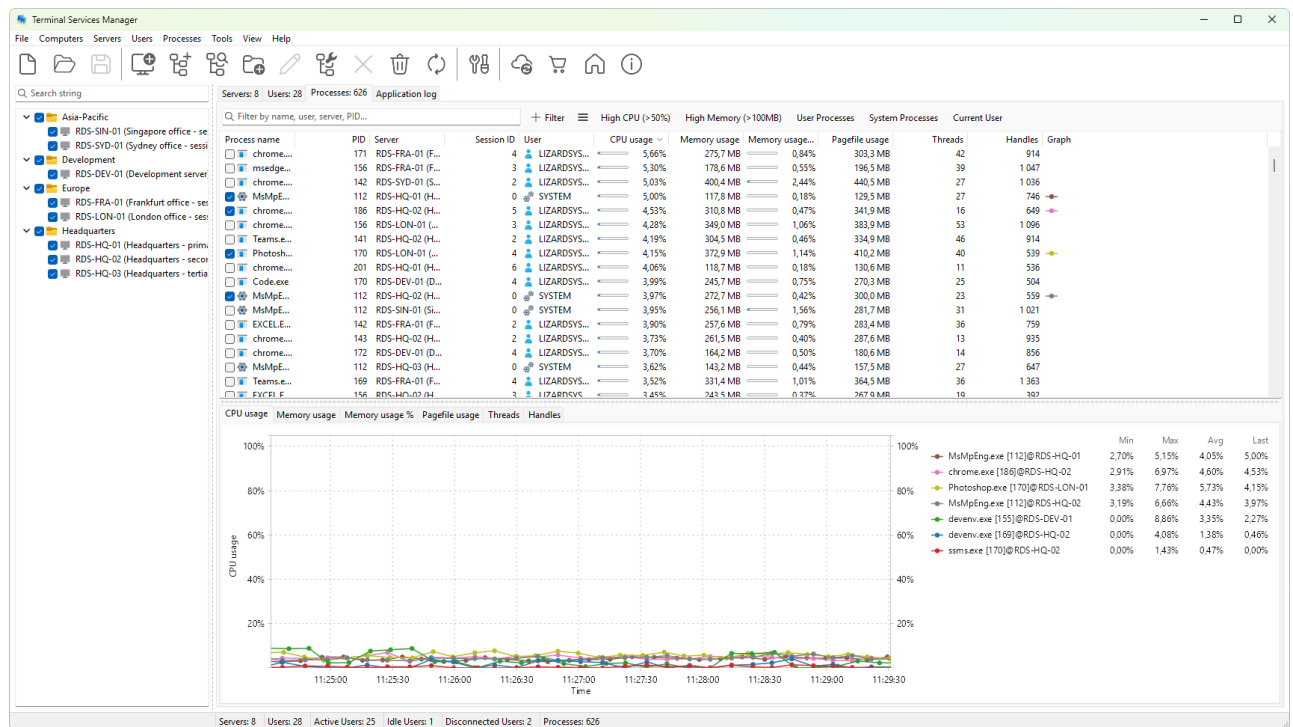 Terminal Services Manager
File Computers Servers Users Processes Tools View Help
Search string
Asia-Pacific
RDS-SIN-01 (Singapore office - se
RDS-SYD-01 (Sydney office - sessi
Development
RDS-DEV-01 (Development server,
Europe
RDS-FRA-01 (Frankfurt office - ses
RDS-LON-01 (London office - sess
Headquarters
RDS-HQ-01 (Headquarters - prima
RDS-HQ-02 (Headquarters - secon
RDS-HQ-03 (Headquarters - tertia
Servers: 8 Users: 28 Processes: 626 Application log
Filter by name, user, server, PID... Filter High CPU (>50%) High Memory (>100MB) User Processes System Processes Current User
Process name PID Server Session ID User CPU usage Memory usage Memory usage... Pagefile usage Threads Handles Graph
chrome.... 171 RDS-FRA-01 (F... 4 LIZARDSYS... 5,66% 275,7 MB 0,84% 303,3 MB 42 914
msedge... 156 RDS-FRA-01 (F... 3 LIZARDSYS... 5,30% 178,6 MB 0,55% 196,5 MB 39 1 047
chrome.... 142 RDS-SYD-01 (S... 2 LIZARDSYS... 5,03% 400,4 MB 2,44% 440,5 MB 27 1 036
MsMpE... 112 RDS-HQ-01 (H... 0 SYSTEM 5,00% 117,8 MB 0,18% 129,5 MB 27 746
chrome.... 186 RDS-HQ-02 (H... 5 LIZARDSYS... 4,53% 310,8 MB 0,47% 341,9 MB 16 649
chrome.... 156 RDS-LON-01 (... 3 LIZARDSYS... 4,28% 349,0 MB 1,06% 383,9 MB 53 1 096
Teams.e... 141 RDS-HQ-02 (H... 2 LIZARDSYS... 4,19% 304,5 MB 0,46% 334,9 MB 46 914
Photosh... 170 RDS-LON-01 (... 4 LIZARDSYS... 4,15% 372,9 MB 1,14% 410,2 MB 40 539
chrome.... 201 RDS-HQ-01 (H... 6 LIZARDSYS... 4,06% 118,7 MB 0,18% 130,6 MB 11 536
Code.exe 170 RDS-DEV-01 (D... 4 LIZARDSYS... 3,99% 245,7 MB 0,75% 270,3 MB 25 504
MsMpE... 112 RDS-HQ-02 (H... 0 SYSTEM 3,97% 272,7 MB 0,42% 300,0 MB 23 559
MsMpE... 112 RDS-SIN-01 (Si... 0 SYSTEM 3,95% 256,1 MB 1,56% 281,7 MB 31 1 021
EXCEL.E... 142 RDS-FRA-01 (F... 2 LIZARDSYS... 3,90% 257,6 MB 0,79% 283,4 MB 36 759
chrome.... 143 RDS-HQ-02 (H... 2 LIZARDSYS... 3,73% 261,5 MB 0,40% 287,6 MB 13 935
chrome.... 172 RDS-DEV-01 (D... 4 LIZARDSYS... 3,70% 164,2 MB 0,50% 180,6 MB 14 856
MsMpE... 112 RDS-HQ-03 (H... 0 SYSTEM 3,62% 143,2 MB 0,44% 157,5 MB 27 647
Teams.e... 169 RDS-FRA-01 (F... 4 LIZARDSYS... 3,52% 331,4 MB 1,01% 364,5 MB 36 1 363
EXCEL.E... 156 RDS-HQ-02 (H... 3 LIZARDSYS... 3,45% 243,5 MB 0,37% 267,9 MB 19 392
CPU usage Memory usage Memory usage % Pagefile usage Threads Handles
Min Max Avg Last
MsMpEng.exe [112]@RDS-HQ-01 2,70% 5,15% 4,05% 5,00%
chrome.exe [186]@RDS-HQ-02 2,91% 6,97% 4,60% 4,53%
Photoshop.exe [170]@RDS-LON-01 3,38% 7,76% 5,73% 4,15%
MsMpEng.exe [112]@RDS-HQ-02 3,19% 6,66% 4,43% 3,97%
devenv.exe [155]@RDS-DEV-01 0,00% 8,86% 3,35% 2,27%
devenv.exe [169]@RDS-HQ-02 0,00% 4,08% 1,38% 0,46%
ssms.exe [170]@RDS-HQ-02 0,00% 1,43% 0,47% 0,00%
100% 100%
80% 80%
60% 60%
40% 40%
20% 20%
CPU usage
11:25:00 11:25:30 11:26:00 11:26:30 11:27:00 11:27:30 11:28:00 11:28:30 11:29:00 11:29:30
Time
Servers: 8 Users: 28 Active Users: 25 Idle Users: 1 Disconnected Users: 2 Processes: 626